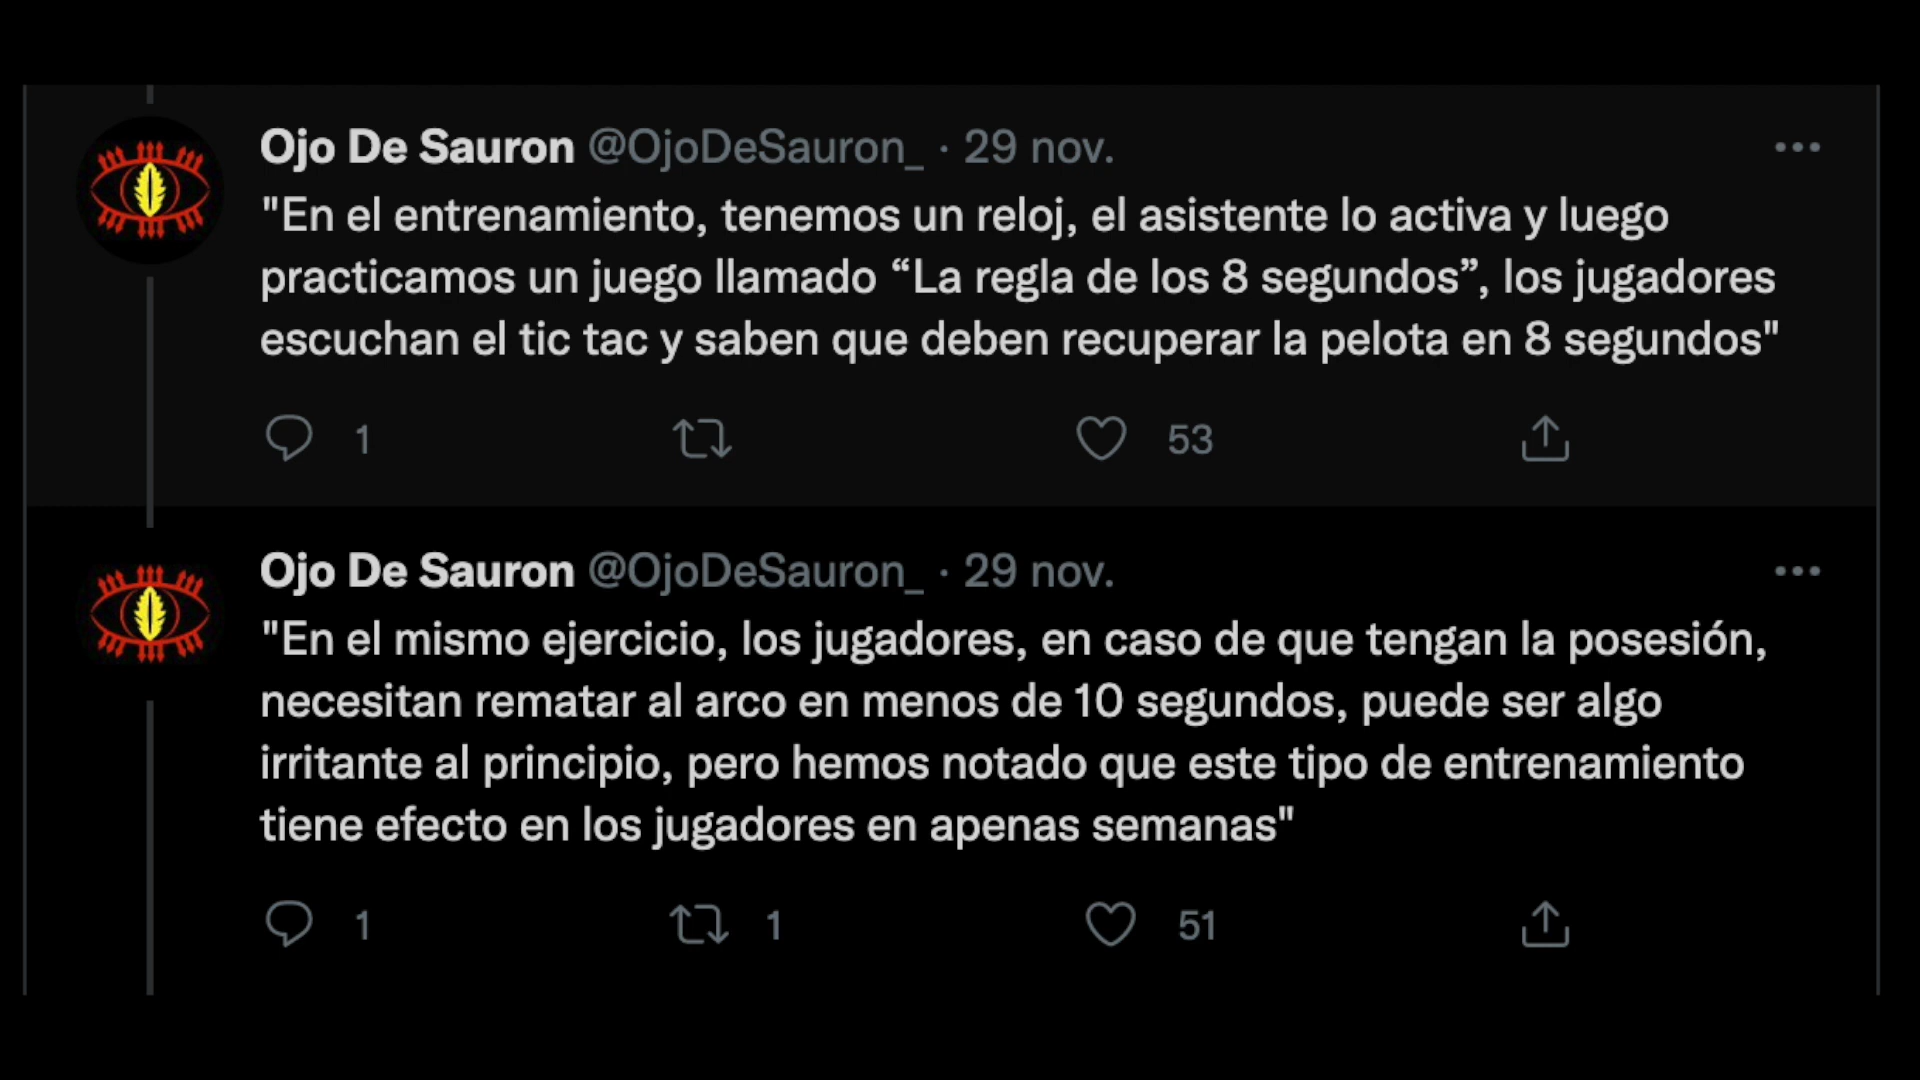 Ojo De Sauron @OjoDeSauron_ · 29 nov.
"En el entrenamiento, tenemos un reloj, el asistente lo activa y luego
practicamos un juego llamado “La regla de los 8 segundos”, los jugadores
escuchan el tic tac y saben que deben recuperar la pelota en 8 segundos"
1 53
Ojo De Sauron @OjoDeSauron_ · 29 nov.
"En el mismo ejercicio, los jugadores, en caso de que tengan la posesión,
necesitan rematar al arco en menos de 10 segundos, puede ser algo
irritante al principio, pero hemos notado que este tipo de entrenamiento
tiene efecto en los jugadores en apenas semanas"
1 1 51